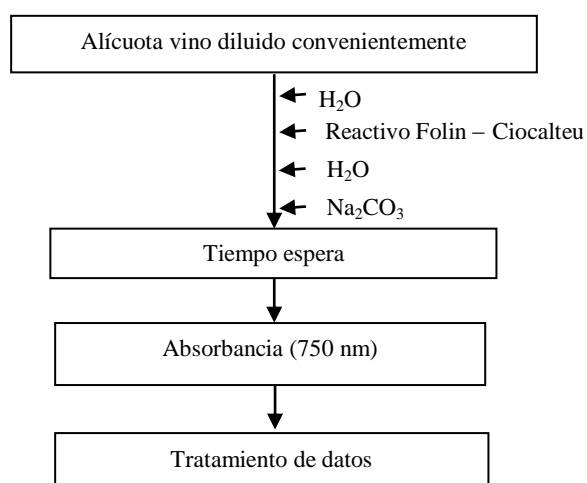 Alícuota vino diluido convenientemente
H₂O
Reactivo Folin – Ciocalteu
H₂O
Na₂CO₃
Tiempo espera
Absorbancia (750 nm)
Tratamiento de datos